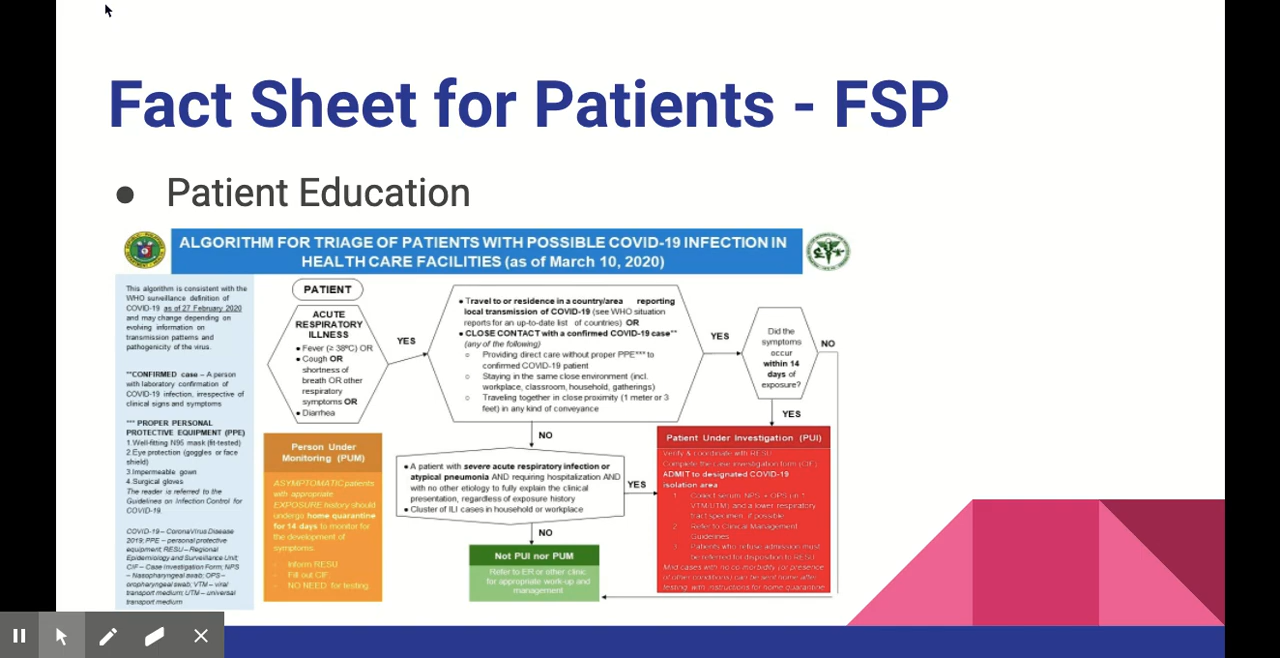 Fact Sheet for Patients - FSP
● Patient Education
ALGORITHM FOR TRIAGE OF PATIENTS WITH POSSIBLE COVID-19 INFECTION IN
HEALTH CARE FACILITIES (as of March 10, 2020)
This algorithm is consistent with the
WHO surveillance definition of
COVID-19 as of 27 February 2020
and may change depending on
evolving information on
transmission patterns and
pathogenicity of the virus.
**CONFIRMED case – A person
with laboratory confirmation of
COVID-19 infection, irrespective of
clinical signs and symptoms
*** PROPER PERSONAL
PROTECTIVE EQUIPMENT (PPE)
1.Well-fitting N95 mask (fit-tested)
2.Eye protection (goggles or face
shield)
3.Impermeable gown
4.Surgical gloves
The reader is referred to the
Guidelines on Infection Control for
COVID-19.
COVID-19 – CoronaVirus Disease
2019; PPE – personal protective
equipment; RESU – Regional
Epidemiology and Surveillance Unit;
CIF – Case Investigation Form; NPS
– Nasopharyngeal swab; OPS –
oropharyngeal swab; VTM – viral
transport medium; UTM – universal
transport medium
PATIENT
ACUTE
RESPIRATORY
ILLNESS
● Fever (≥ 38ºC) OR
● Cough OR
shortness of
breath OR other
respiratory
symptoms OR
● Diarrhea
YES
● Travel to or residence in a country/area reporting
local transmission of COVID-19 (see WHO situation
reports for an up-to-date list of countries) OR
● CLOSE CONTACT with a confirmed COVID-19 case**
(any of the following)
○ Providing direct care without proper PPE*** to
confirmed COVID-19 patient
○ Staying in the same close environment (incl.
workplace, classroom, household, gatherings)
○ Traveling together in close proximity (1 meter or 3
feet) in any kind of conveyance
YES
Did the
symptoms
occur
within 14
days of
exposure?
NO
YES
NO
Person Under
Monitoring (PUM)
ASYMPTOMATIC patients
with appropriate
EXPOSURE history should
undergo home quarantine
for 14 days to monitor for
the development of
symptoms.
- Inform RESU
- Fill out CIF
- NO NEED for testing
● A patient with severe acute respiratory infection or
atypical pneumonia AND requiring hospitalization AND
with no other etiology to fully explain the clinical
presentation, regardless of exposure history
● Cluster of ILI cases in household or workplace
YES
NO
Not PUI nor PUM
Refer to ER or other clinic
for appropriate work-up and
management
Patient Under Investigation (PUI)
Verify & coordinate with RESU
Complete the case investigation form (CIF)
ADMIT to designated COVID-19
isolation area
1. Collect serum, NPS + OPS (in 1
VTM/UTM) and a lower respiratory
tract specimen, if possible
2. Refer to Clinical Management
Guidelines
3. Patients who refuse admission must
be referred for disposition to RESU
Mild cases with no co-morbidity (or presence
of other conditions) can be sent home after
testing with instructions for home quarantine